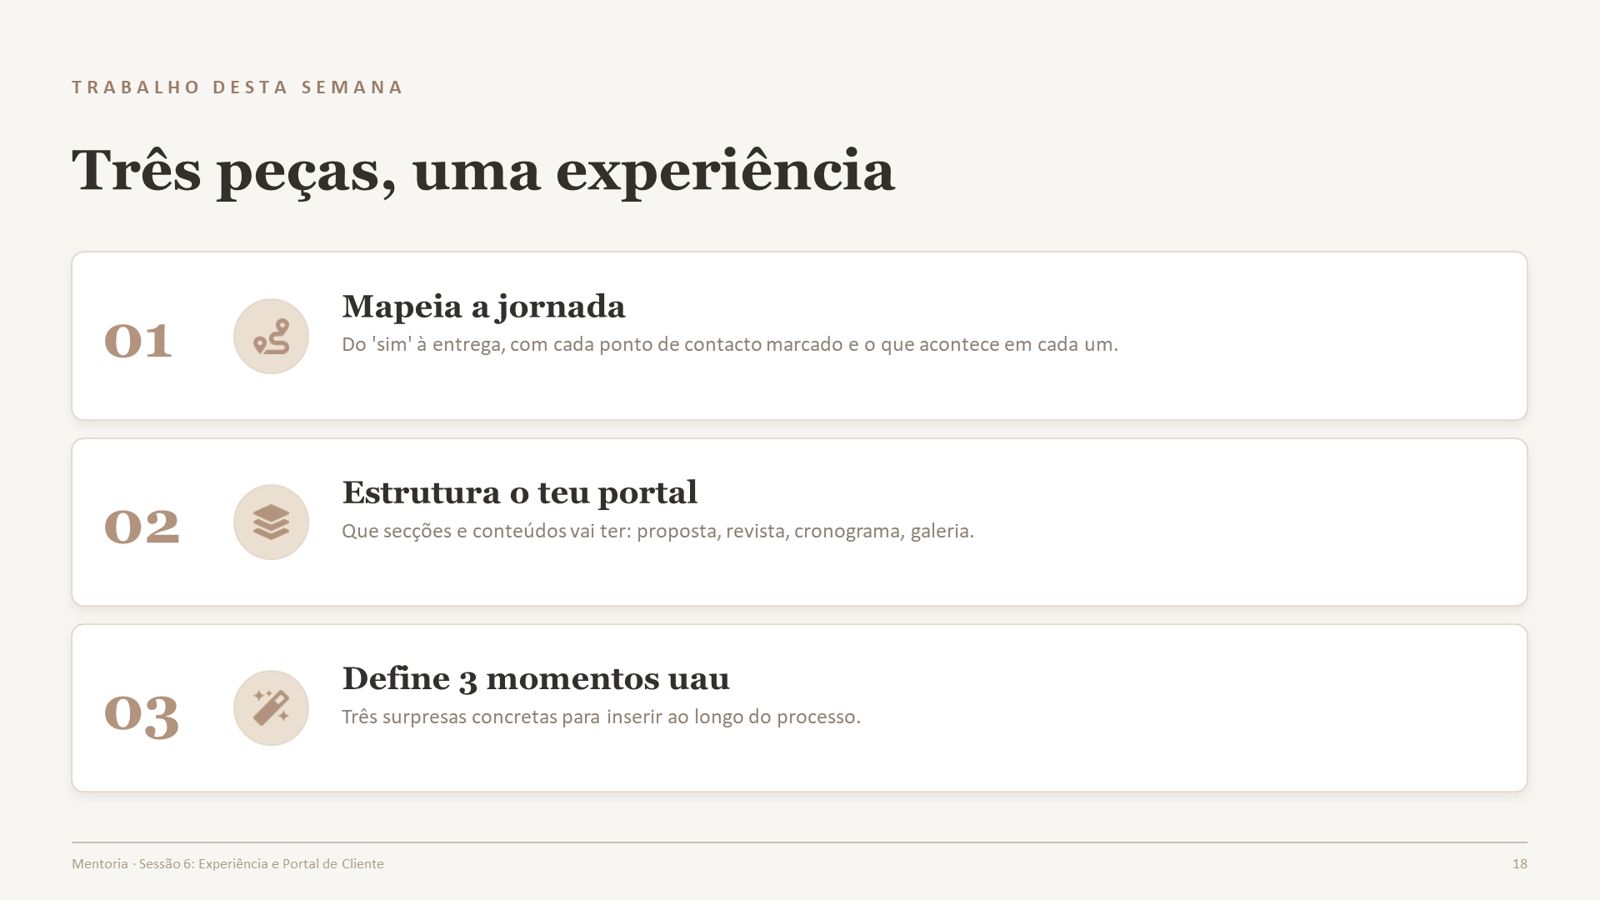 TRABALHO DESTA SEMANA
Três peças, uma experiência
01
Mapeia a jornada
Do 'sim' à entrega, com cada ponto de contacto marcado e o que acontece em cada um.
02
Estrutura o teu portal
Que secções e conteúdos vai ter: proposta, revista, cronograma, galeria.
03
Define 3 momentos uau
Três surpresas concretas para inserir ao longo do processo.
Mentoria · Sessão 6: Experiência e Portal de Cliente
18